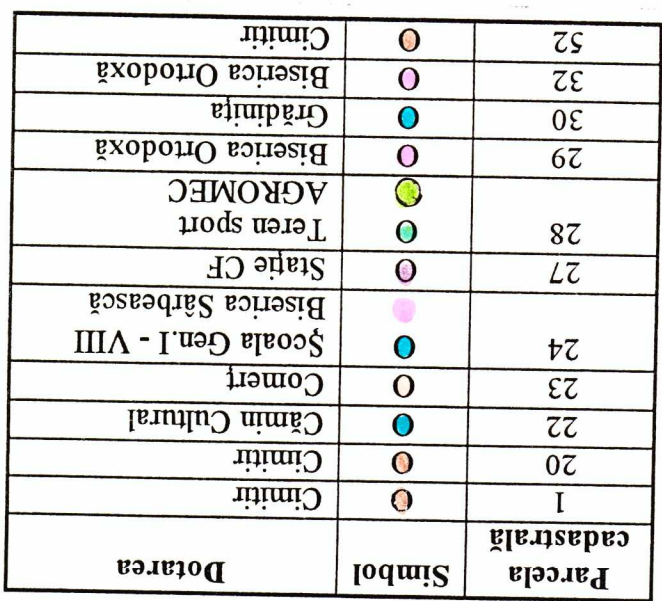 Parcela cadastrală Simbol Dotarea
1 O Cimitir
20 O Cimitir
22 O Cămin Cultural
23 O Comerţ
24 O Şcoala Gen.I - VIII
Biserica Sârbească
27 O Staţie CF
28 O Teren sport
O AGROMEC
29 O Biserica Ortodoxă
30 O Grădiniţa
32 O Biserica Ortodoxă
52 O Cimitir